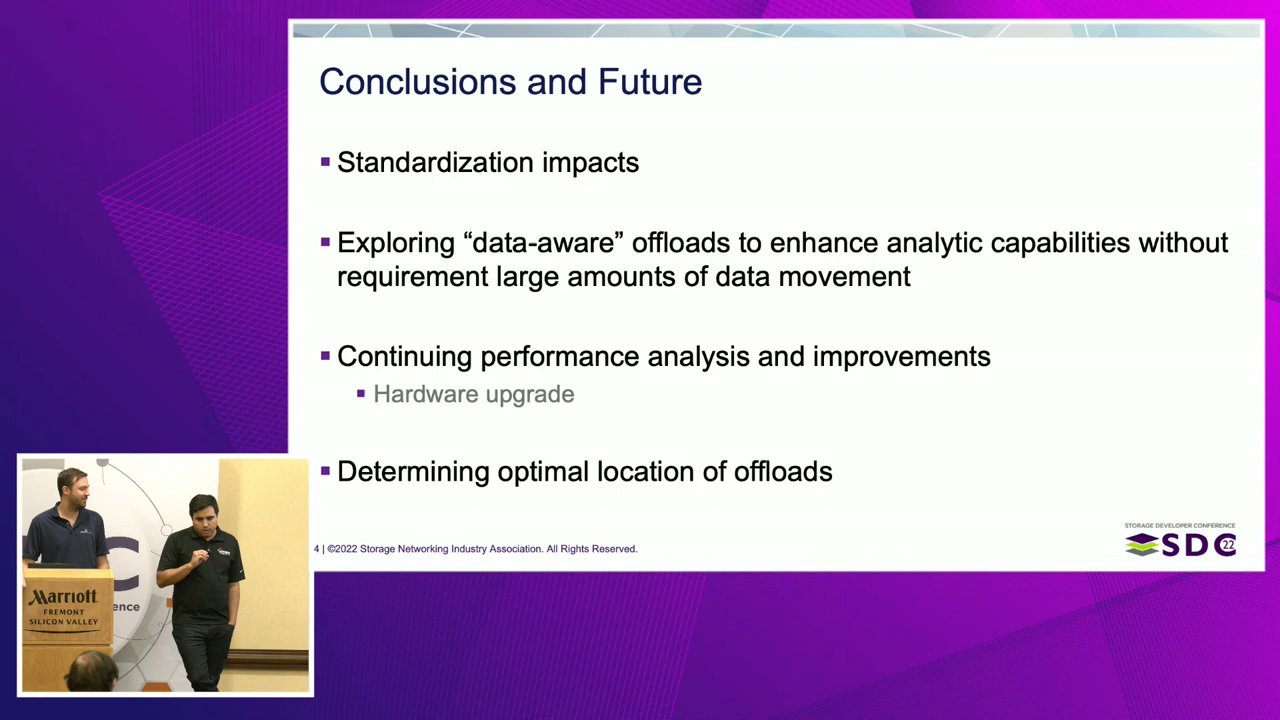 Conclusions and Future
Standardization impacts
Exploring “data-aware” offloads to enhance analytic capabilities without
requirement large amounts of data movement
Continuing performance analysis and improvements
Hardware upgrade
Determining optimal location of offloads
4 | ©2022 Storage Networking Industry Association. All Rights Reserved.
STORAGE DEVELOPER CONFERENCE
SDC
22
Marriott
FREMONT
SILICON VALLEY
C
ence